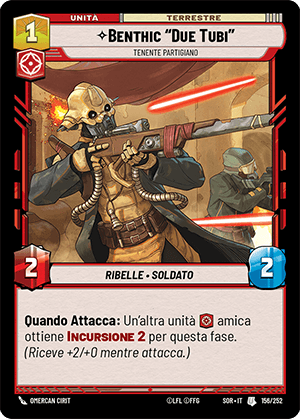 UNITÀ
TERRESTRE
1
✧BENTHIC "DUE TUBI"
TENENTE PARTIGIANO
2
2
RIBELLE • SOLDATO
Quando Attacca: Un'altra unità amica
ottiene INCURSIONE 2 per questa fase.
(Riceve +2/+0 mentre attacca.)
OMERCAN CIRIT
©LFL ©FFG
SOR • IT
U
156/252